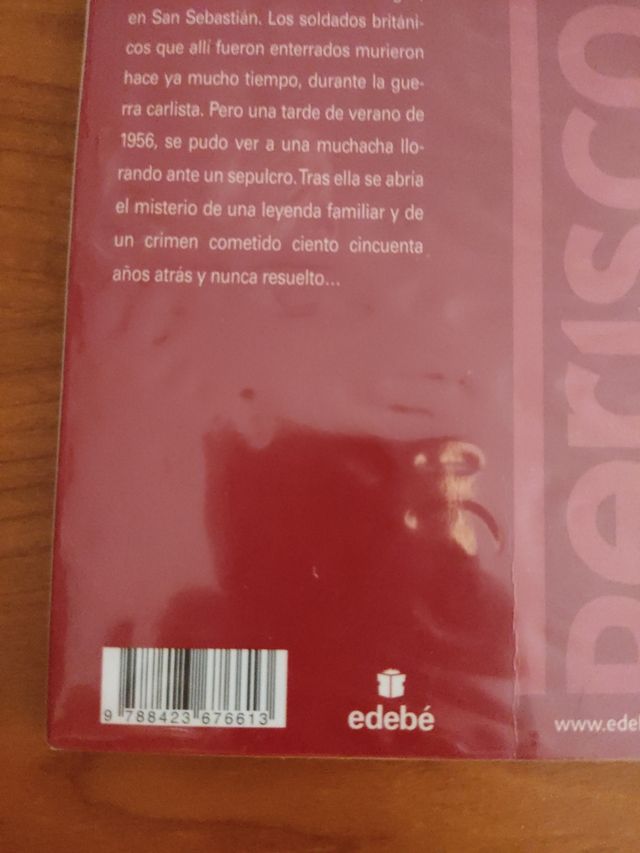 en San Sebastián. Los soldados británi-
cos que allí fueron enterrados murieron
hace ya mucho tiempo, durante la gue-
rra carlista. Pero una tarde de verano de
1956, se pudo ver a una muchacha llo-
rando ante un sepulcro. Tras ella se abría
el misterio de una leyenda familiar y de
un crimen cometido ciento cincuenta
años atrás y nunca resuelto...
9 788423 676613
edebé
www.edeb
Perisco